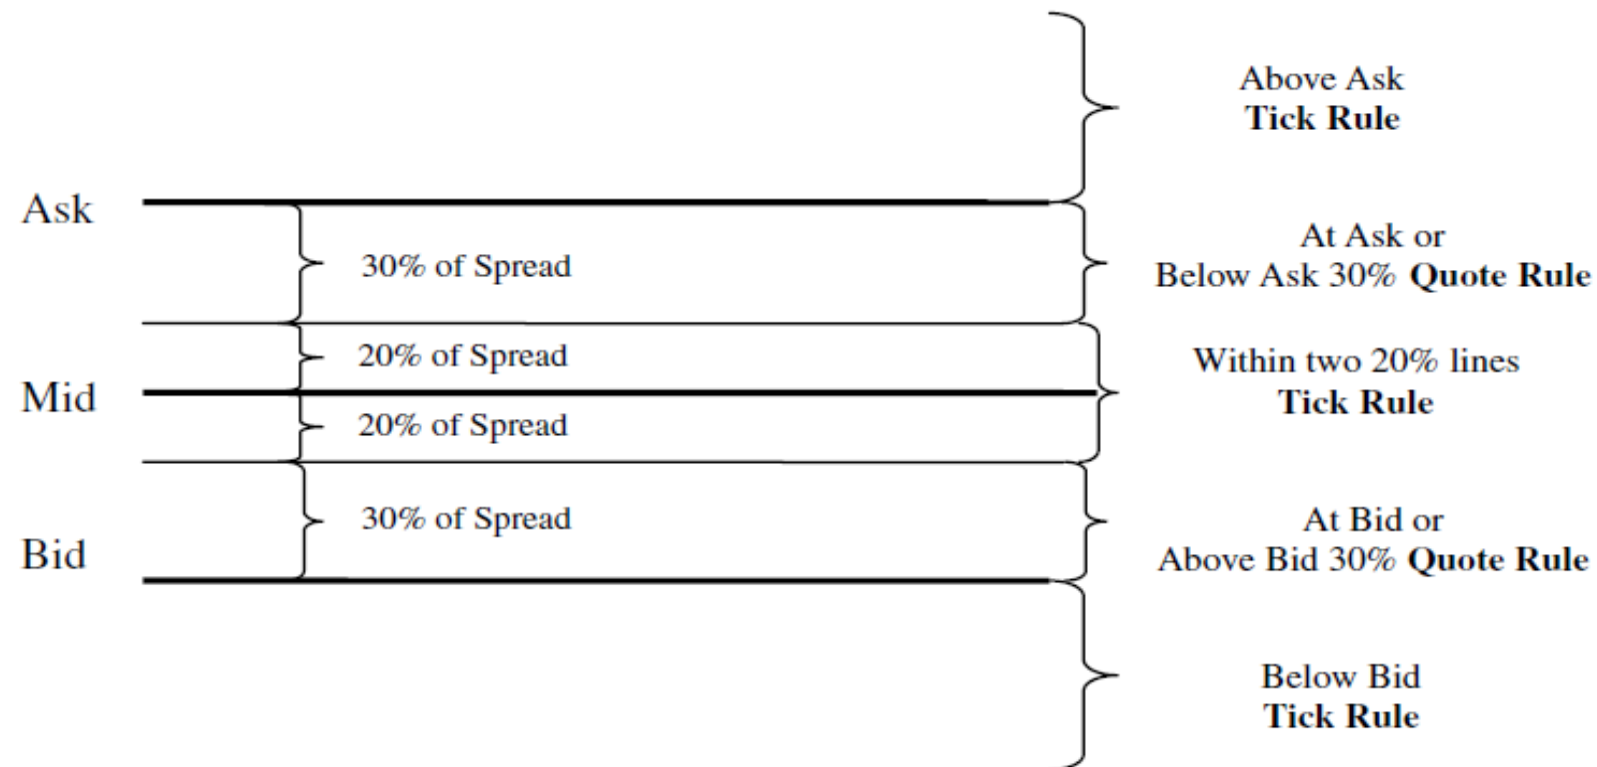 Above Ask
Tick Rule
Ask
30% of Spread
At Ask or
Below Ask 30% Quote Rule
20% of Spread
Within two 20% lines
Tick Rule
Mid
20% of Spread
30% of Spread
At Bid or
Above Bid 30% Quote Rule
Bid
Below Bid
Tick Rule